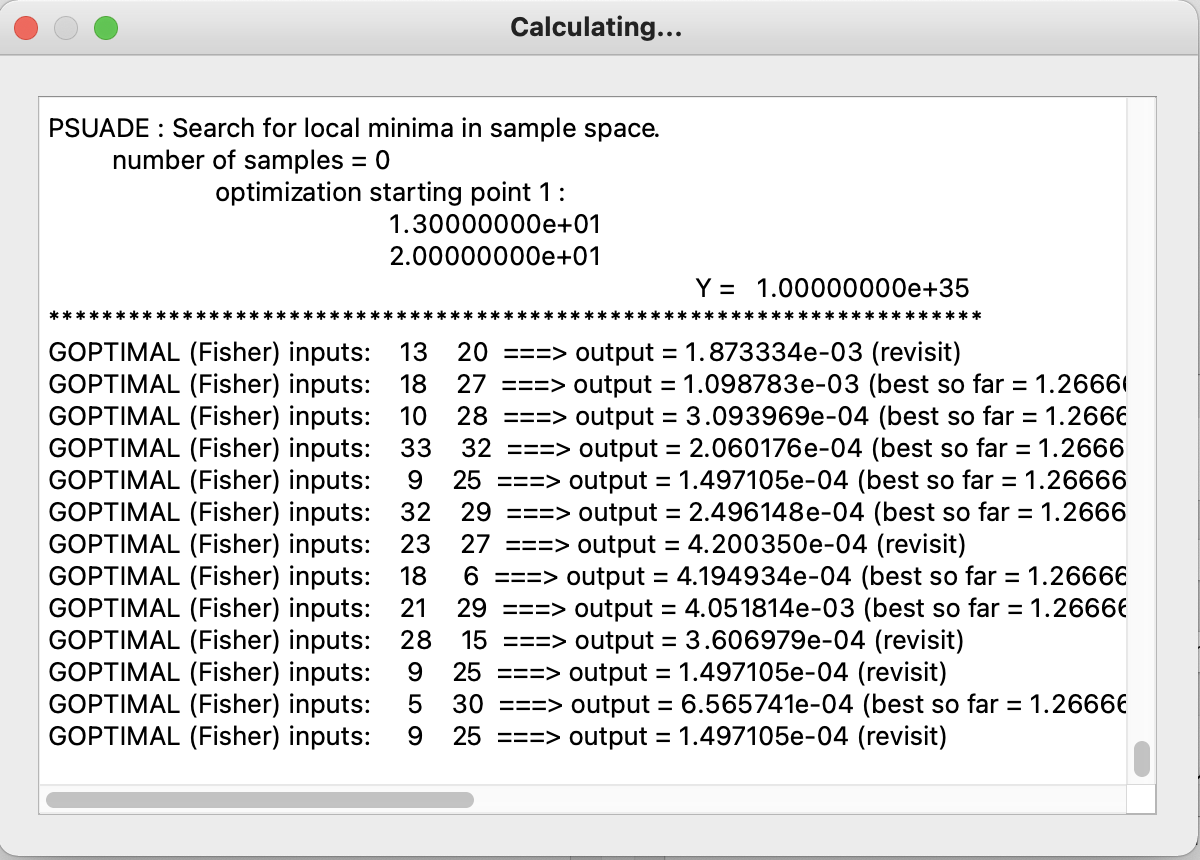 Calculating...
PSUADE : Search for local minima in sample space.
number of samples = 0
optimization starting point 1 :
1.30000000e+01
2.00000000e+01
Y = 1.00000000e+35
**********************************************************************
GOPTIMAL (Fisher) inputs: 13 20 ===> output = 1.873334e-03 (revisit)
GOPTIMAL (Fisher) inputs: 18 27 ===> output = 1.098783e-03 (best so far = 1.26666
GOPTIMAL (Fisher) inputs: 10 28 ===> output = 3.093969e-04 (best so far = 1.2666
GOPTIMAL (Fisher) inputs: 33 32 ===> output = 2.060176e-04 (best so far = 1.2666
GOPTIMAL (Fisher) inputs: 9 25 ===> output = 1.497105e-04 (best so far = 1.26666
GOPTIMAL (Fisher) inputs: 32 29 ===> output = 2.496148e-04 (best so far = 1.2666
GOPTIMAL (Fisher) inputs: 23 27 ===> output = 4.200350e-04 (revisit)
GOPTIMAL (Fisher) inputs: 18 6 ===> output = 4.194934e-04 (best so far = 1.26666
GOPTIMAL (Fisher) inputs: 21 29 ===> output = 4.051814e-03 (best so far = 1.26666
GOPTIMAL (Fisher) inputs: 28 15 ===> output = 3.606979e-04 (revisit)
GOPTIMAL (Fisher) inputs: 9 25 ===> output = 1.497105e-04 (revisit)
GOPTIMAL (Fisher) inputs: 5 30 ===> output = 6.565741e-04 (best so far = 1.26666
GOPTIMAL (Fisher) inputs: 9 25 ===> output = 1.497105e-04 (revisit)